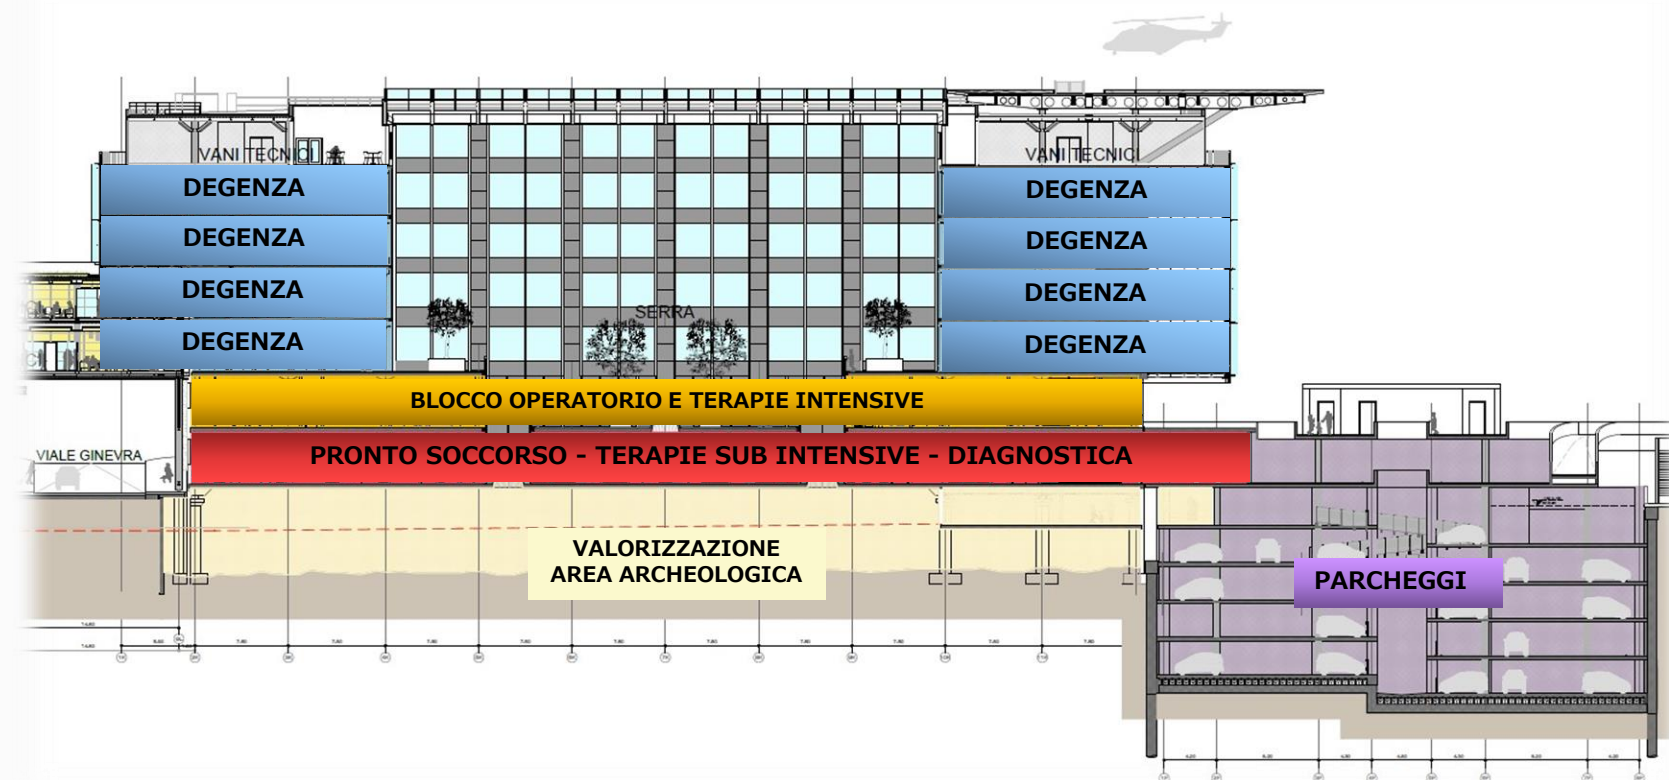 VANI TECNICI
VANI TECNICI
DEGENZA
DEGENZA
DEGENZA
DEGENZA
DEGENZA
DEGENZA
SERRA
DEGENZA
DEGENZA
BLOCCO OPERATORIO E TERAPIE INTENSIVE
VIALE GINEVRA
PRONTO SOCCORSO - TERAPIE SUB INTENSIVE - DIAGNOSTICA
VALORIZZAZIONE
AREA ARCHEOLOGICA
PARCHEGGI